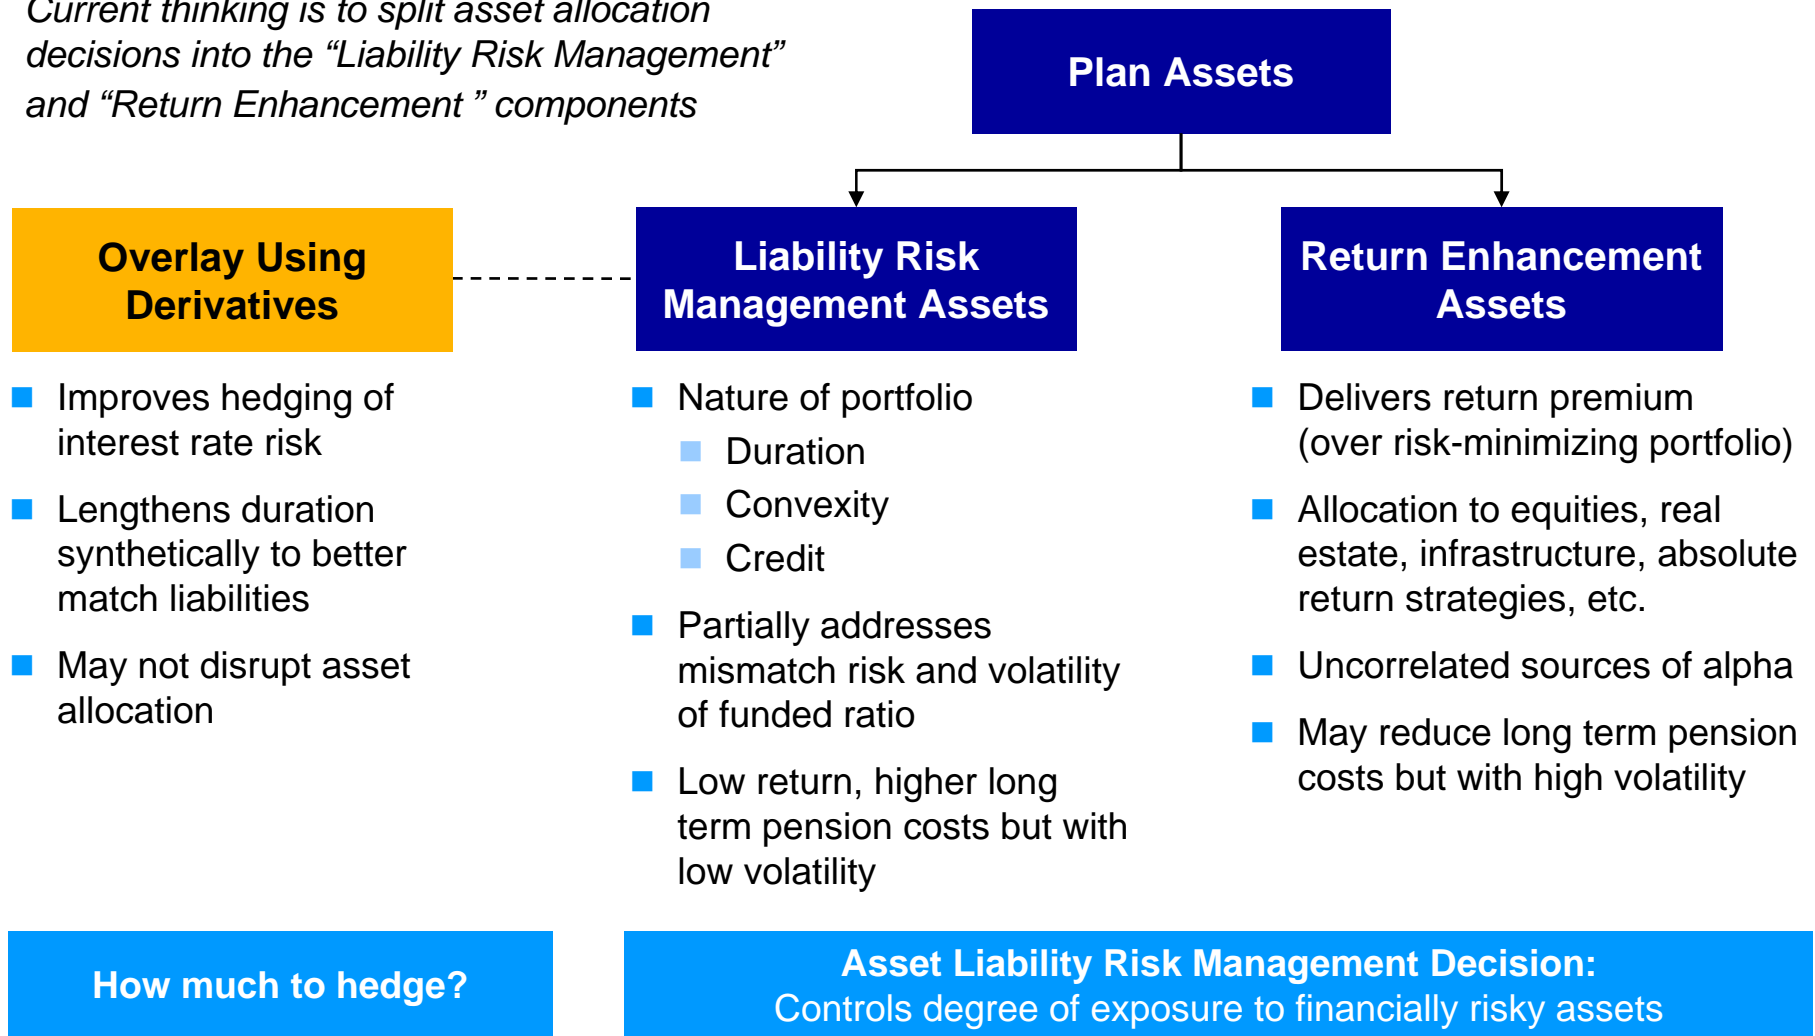 Current thinking is to split asset allocation
decisions into the “Liability Risk Management”
and “Return Enhancement ” components
Plan Assets
Overlay Using
Derivatives
Improves hedging of
interest rate risk
Lengthens duration
synthetically to better
match liabilities
May not disrupt asset
allocation
Liability Risk
Management Assets
Nature of portfolio
Duration
Convexity
Credit
Partially addresses
mismatch risk and volatility
of funded ratio
Low return, higher long
term pension costs but with
low volatility
Return Enhancement
Assets
Delivers return premium
(over risk-minimizing portfolio)
Allocation to equities, real
estate, infrastructure, absolute
return strategies, etc.
Uncorrelated sources of alpha
May reduce long term pension
costs but with high volatility
How much to hedge?
Asset Liability Risk Management Decision:
Controls degree of exposure to financially risky assets